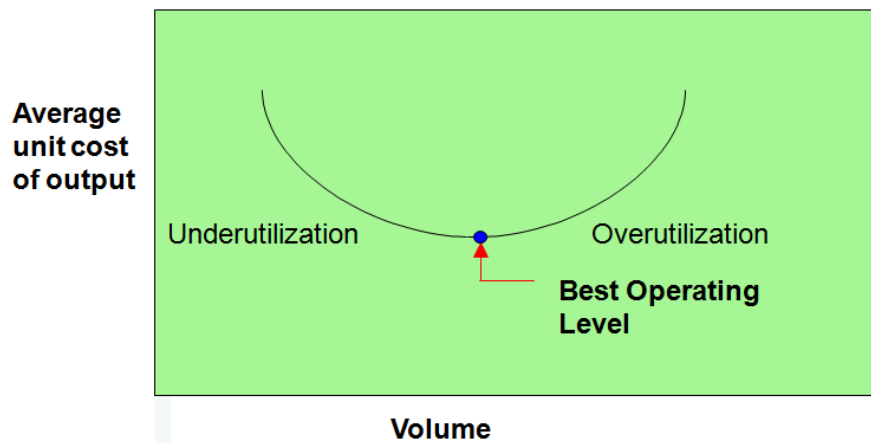 Average
unit cost
of output
Underutilization
Overutilization
Best Operating
Level
Volume